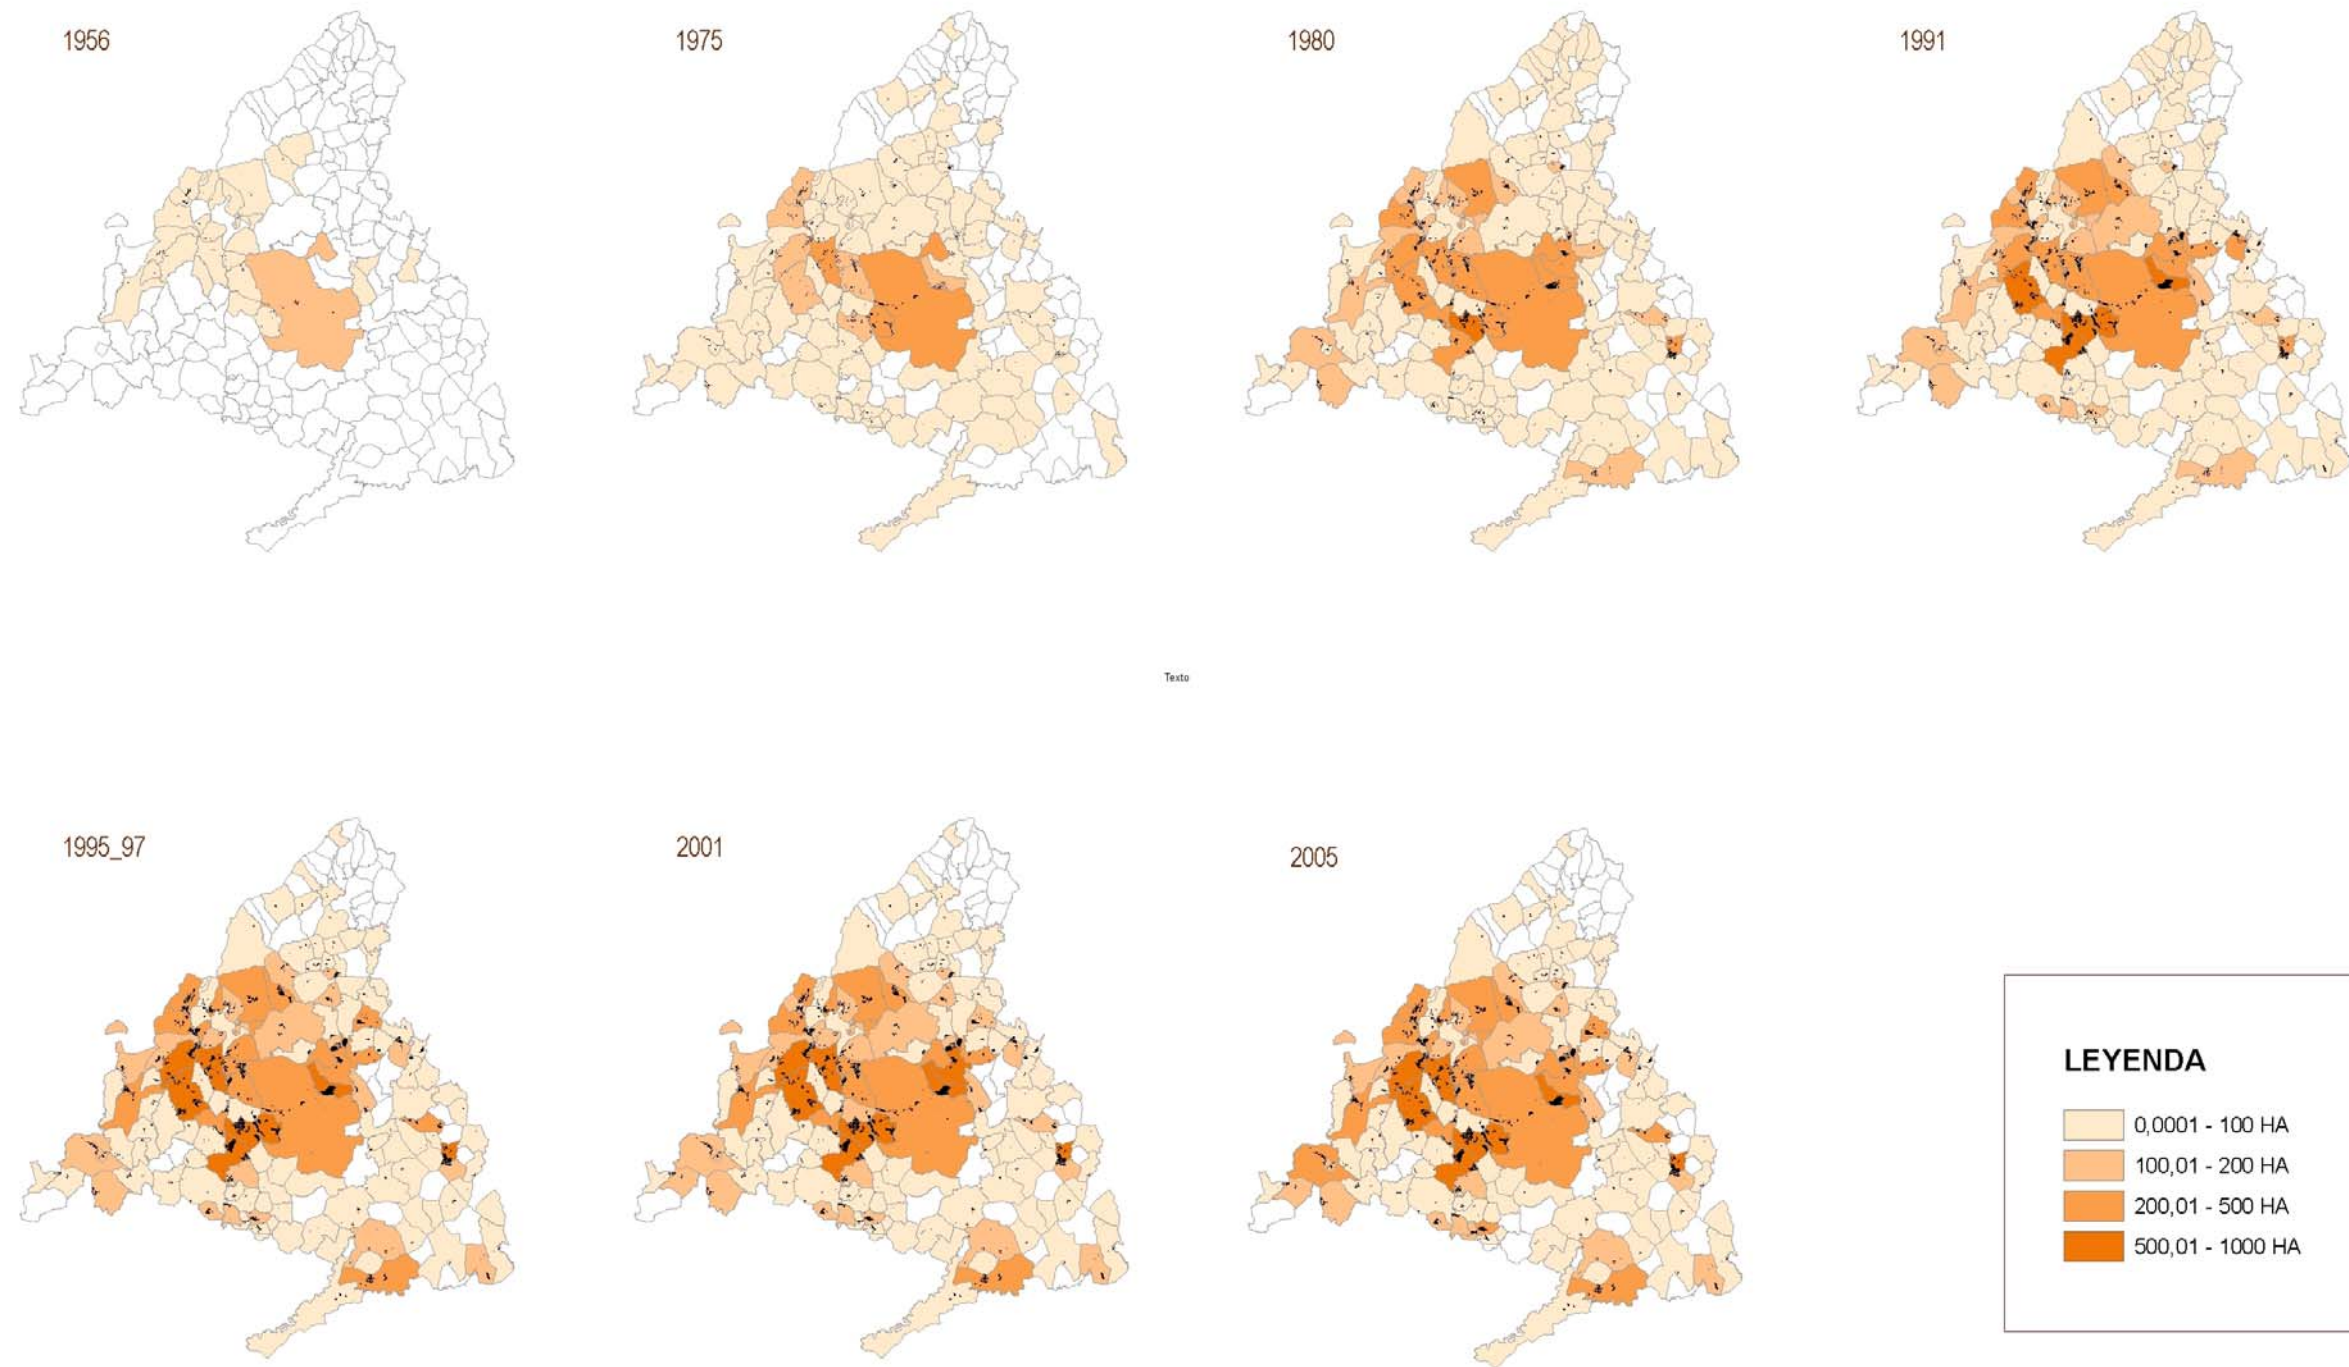 1956
1975
1980
1991
Texto
1995_97
2001
2005
LEYENDA
0,0001 - 100 HA
100,01 - 200 HA
200,01 - 500 HA
500,01 - 1000 HA